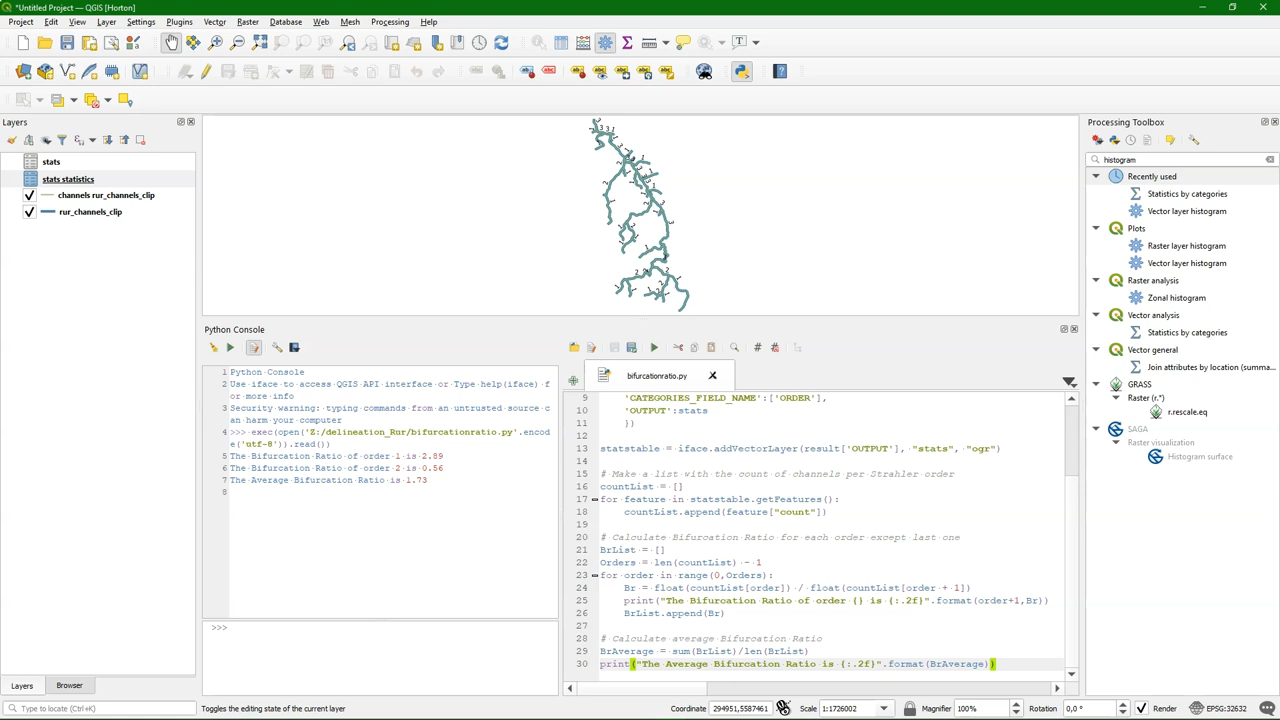 *Untitled Project — QGIS [Horton]
Project Edit View Layer Settings Plugins Vector Raster Database Web Mesh Processing Help
Layers
stats
stats statistics
channels rur_channels_clip
rur_channels_clip
Layers Browser
Python Console
1 Python Console
2 Use iface to access QGIS API interface or Type help(iface) f
or more info
3 Security warning: typing commands from an untrusted source c
an harm your computer
4 >>> exec(open('Z:/delineation_Rur/bifurcationratio.py'.encod
e('utf-8')).read())
5 The Bifurcation Ratio of order 1 is 2.89
6 The Bifurcation Ratio of order 2 is 0.56
7 The Average Bifurcation Ratio is 1.73
8
>>>
bifurcationratio.py
9 'CATEGORIES_FIELD_NAME':['ORDER'],
10 'OUTPUT':stats
11 })
12
13 statstable = iface.addVectorLayer(result['OUTPUT'], "stats", "ogr")
14
15 # Make a list with the count of channels per Strahler order
16 countList = []
17 for feature in statstable.getFeatures():
18 countList.append(feature["count"])
19
20 # Calculate Bifurcation Ratio for each order except last one
21 BrList = []
22 Orders = len(countList) - 1
23 for order in range(0,Orders):
24 Br = float(countList[order]) / float(countList[order + 1])
25 print("The Bifurcation Ratio of order {} is {:.2f}".format(order+1,Br))
26 BrList.append(Br)
27
28 # Calculate average Bifurcation Ratio
29 BrAverage = sum(BrList)/len(BrList)
30 print("The Average Bifurcation Ratio is {:.2f}".format(BrAverage))
Processing Toolbox
histogram
Recently used
Statistics by categories
Vector layer histogram
Plots
Raster layer histogram
Vector layer histogram
Raster analysis
Zonal histogram
Vector analysis
Statistics by categories
Vector general
Join attributes by location (summa...
GRASS
Raster (r.*)
r.rescale.eq
SAGA
Raster visualization
Histogram surface
Type to locate (Ctrl+K)
Toggles the editing state of the current layer
Coordinate 294951,5587461
Scale 1:1726002
Magnifier 100%
Rotation 0,0 °
Render
EPSG:32632